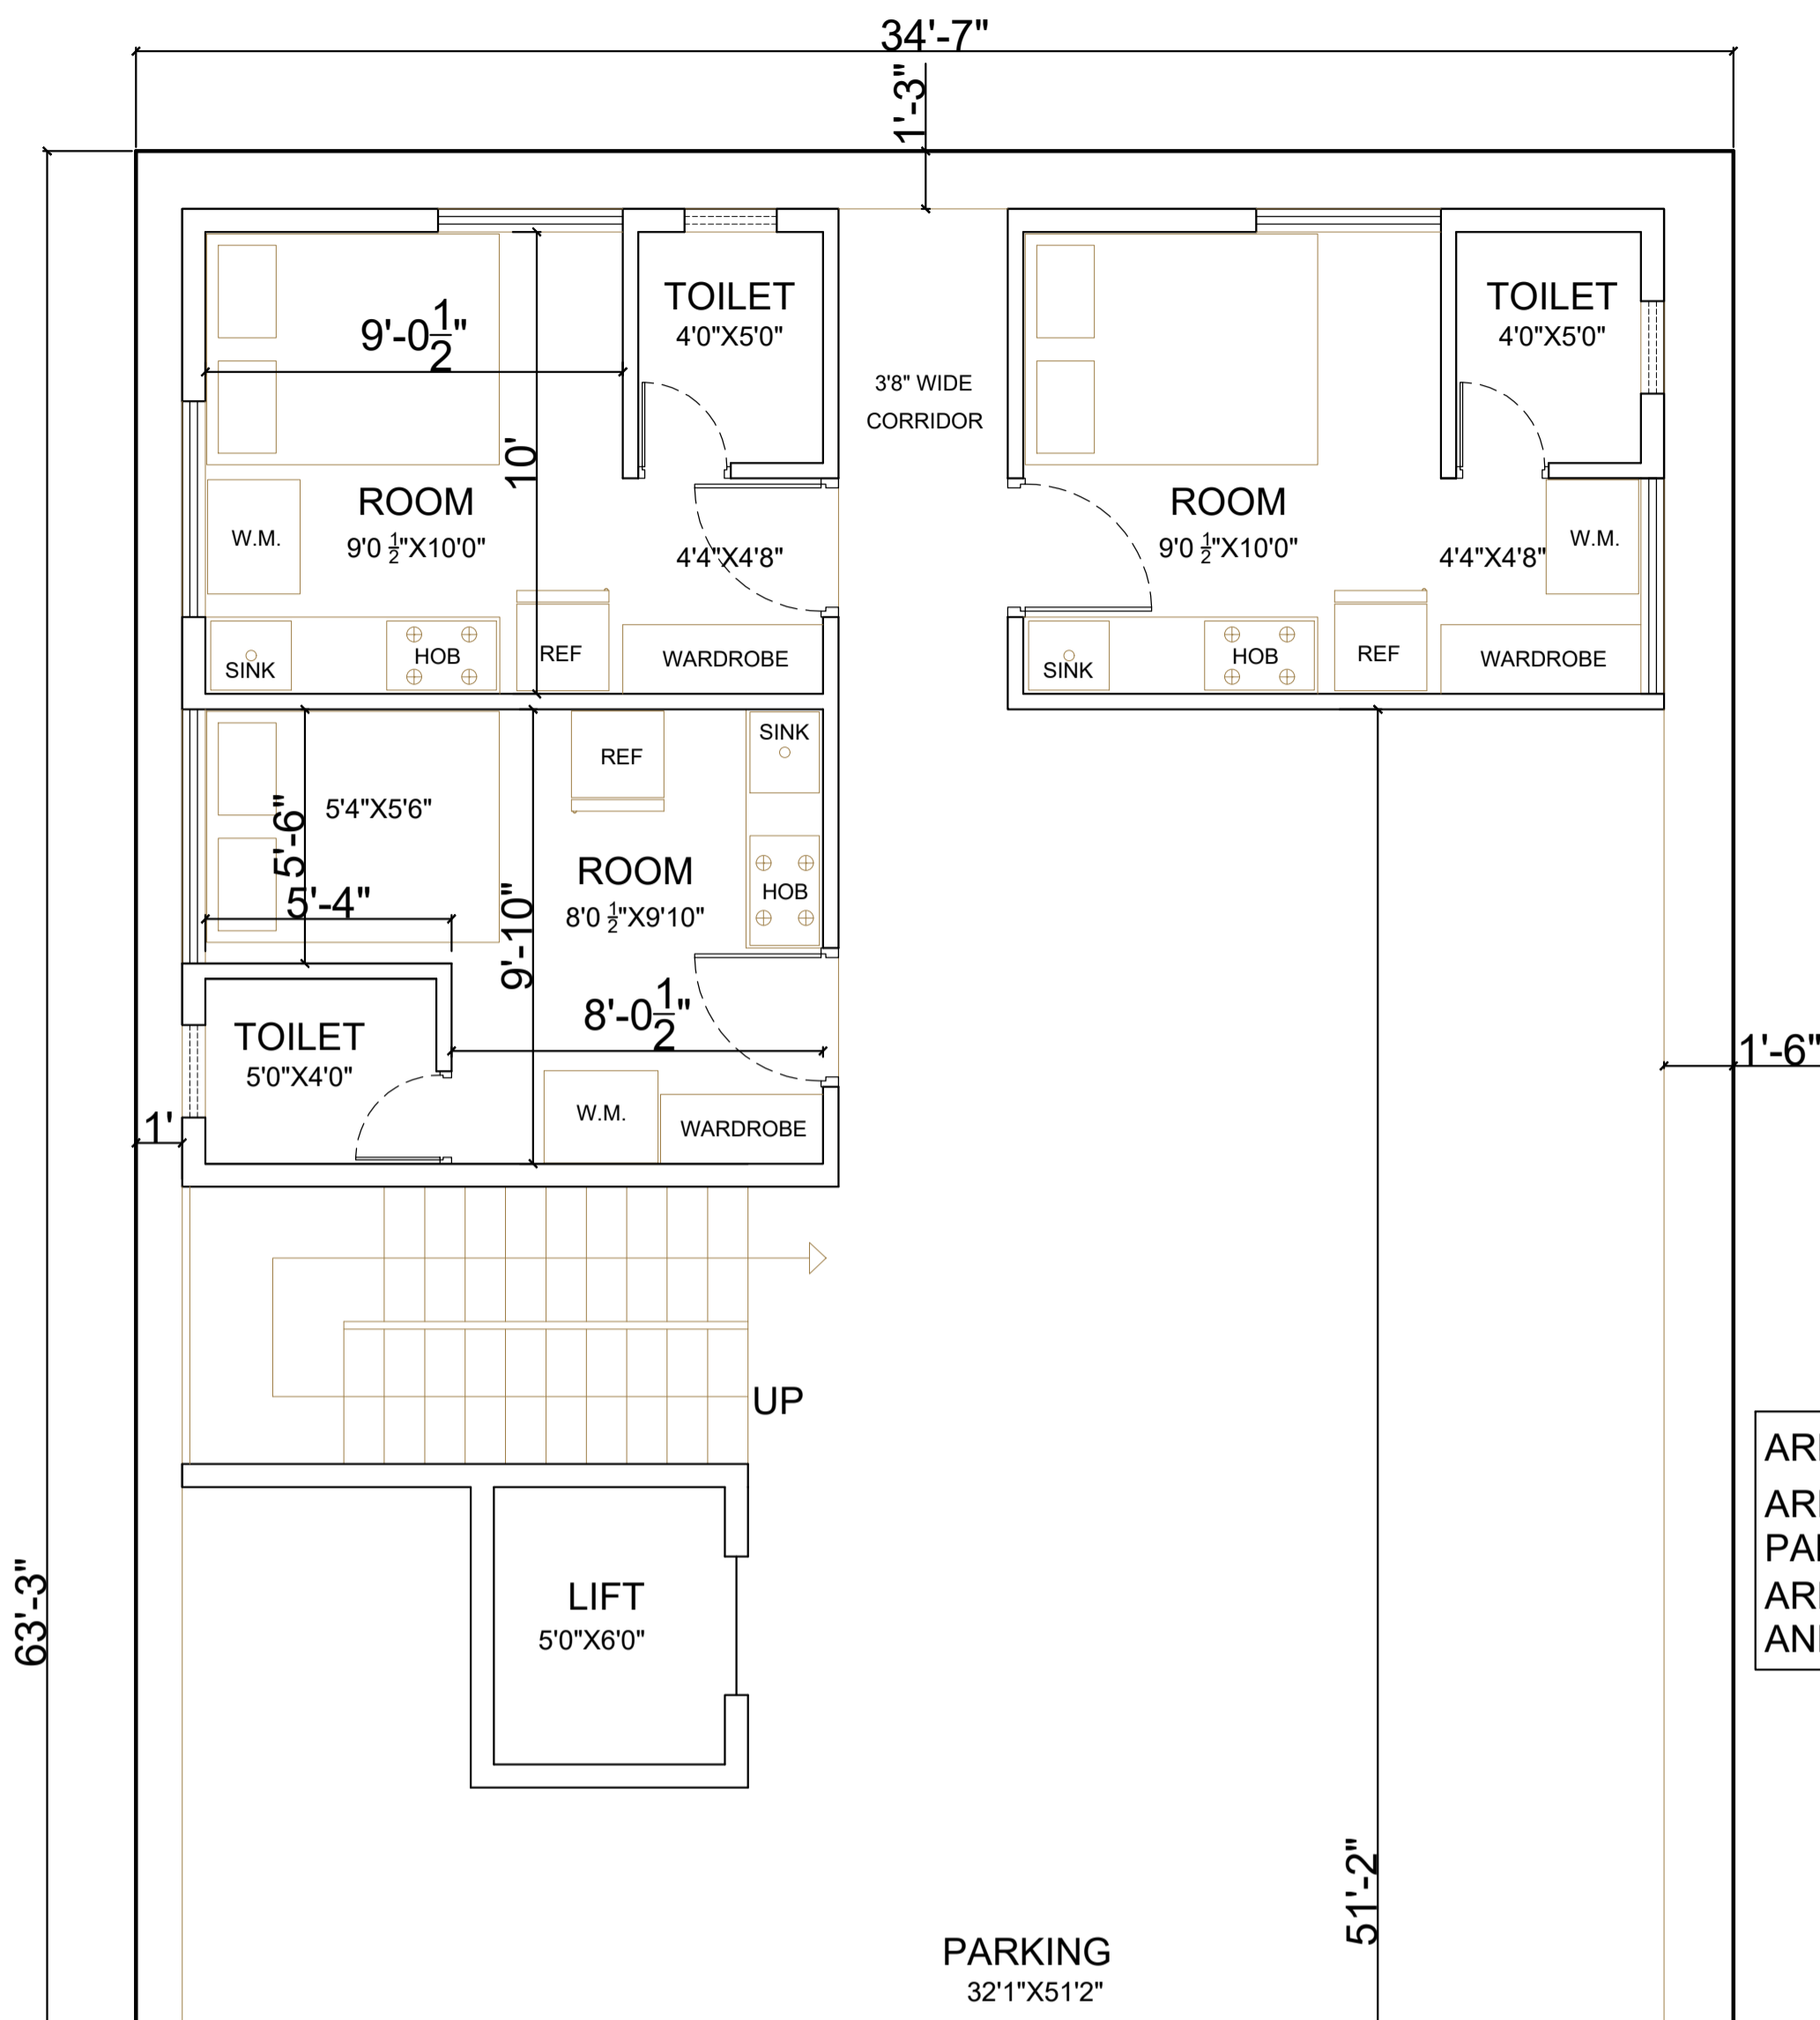 34'-7"
1'-3"
TOILET
4'0"X5'0"
TOILET
4'0"X5'0"
9'-0 1/2"
3'8" WIDE
CORRIDOR
10'
ROOM
9'0 1/2"X10'0"
W.M.
4'4"X4'8"
ROOM
9'0 1/2"X10'0"
4'4"X4'8"
W.M.
SINK
HOB
REF
WARDROBE
SINK
HOB
REF
WARDROBE
SINK
REF
5'4"X5'6"
5'-6"
5'-4"
ROOM
8'0 1/2"X9'10"
HOB
9'-10"
8'-0 1/2"
TOILET
5'0"X4'0"
1'-6"
1'
W.M.
WARDROBE
UP
LIFT
5'0"X6'0"
63'-3"
51'-2"
PARKING
32'1"X51'2"